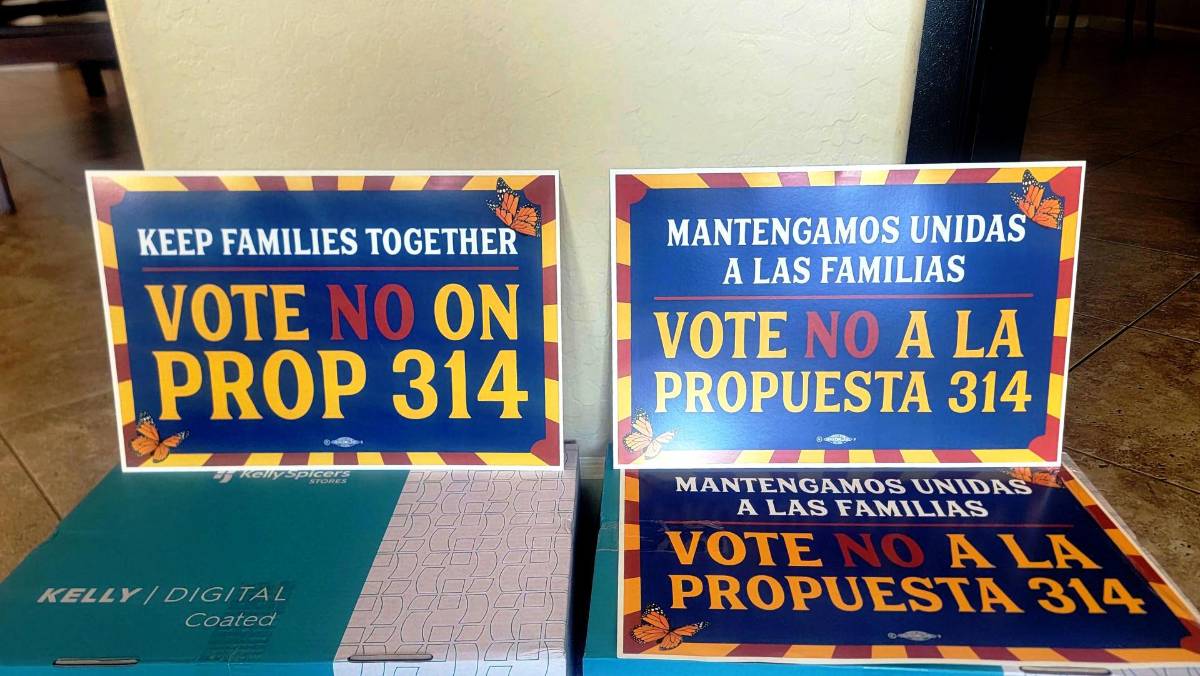 KEEP FAMILIES TOGETHER
VOTE NO ON
PROP 314
MANTENGAMOS UNIDAS
A LAS FAMILIAS
VOTE NO A LA
PROPUESTA 314
KellySpicers
STORES
KELLY | DIGITAL
Coated
MANTENGAMOS UNIDAS
A LAS FAMILIAS
VOTE NO A LA
PROPUESTA 314